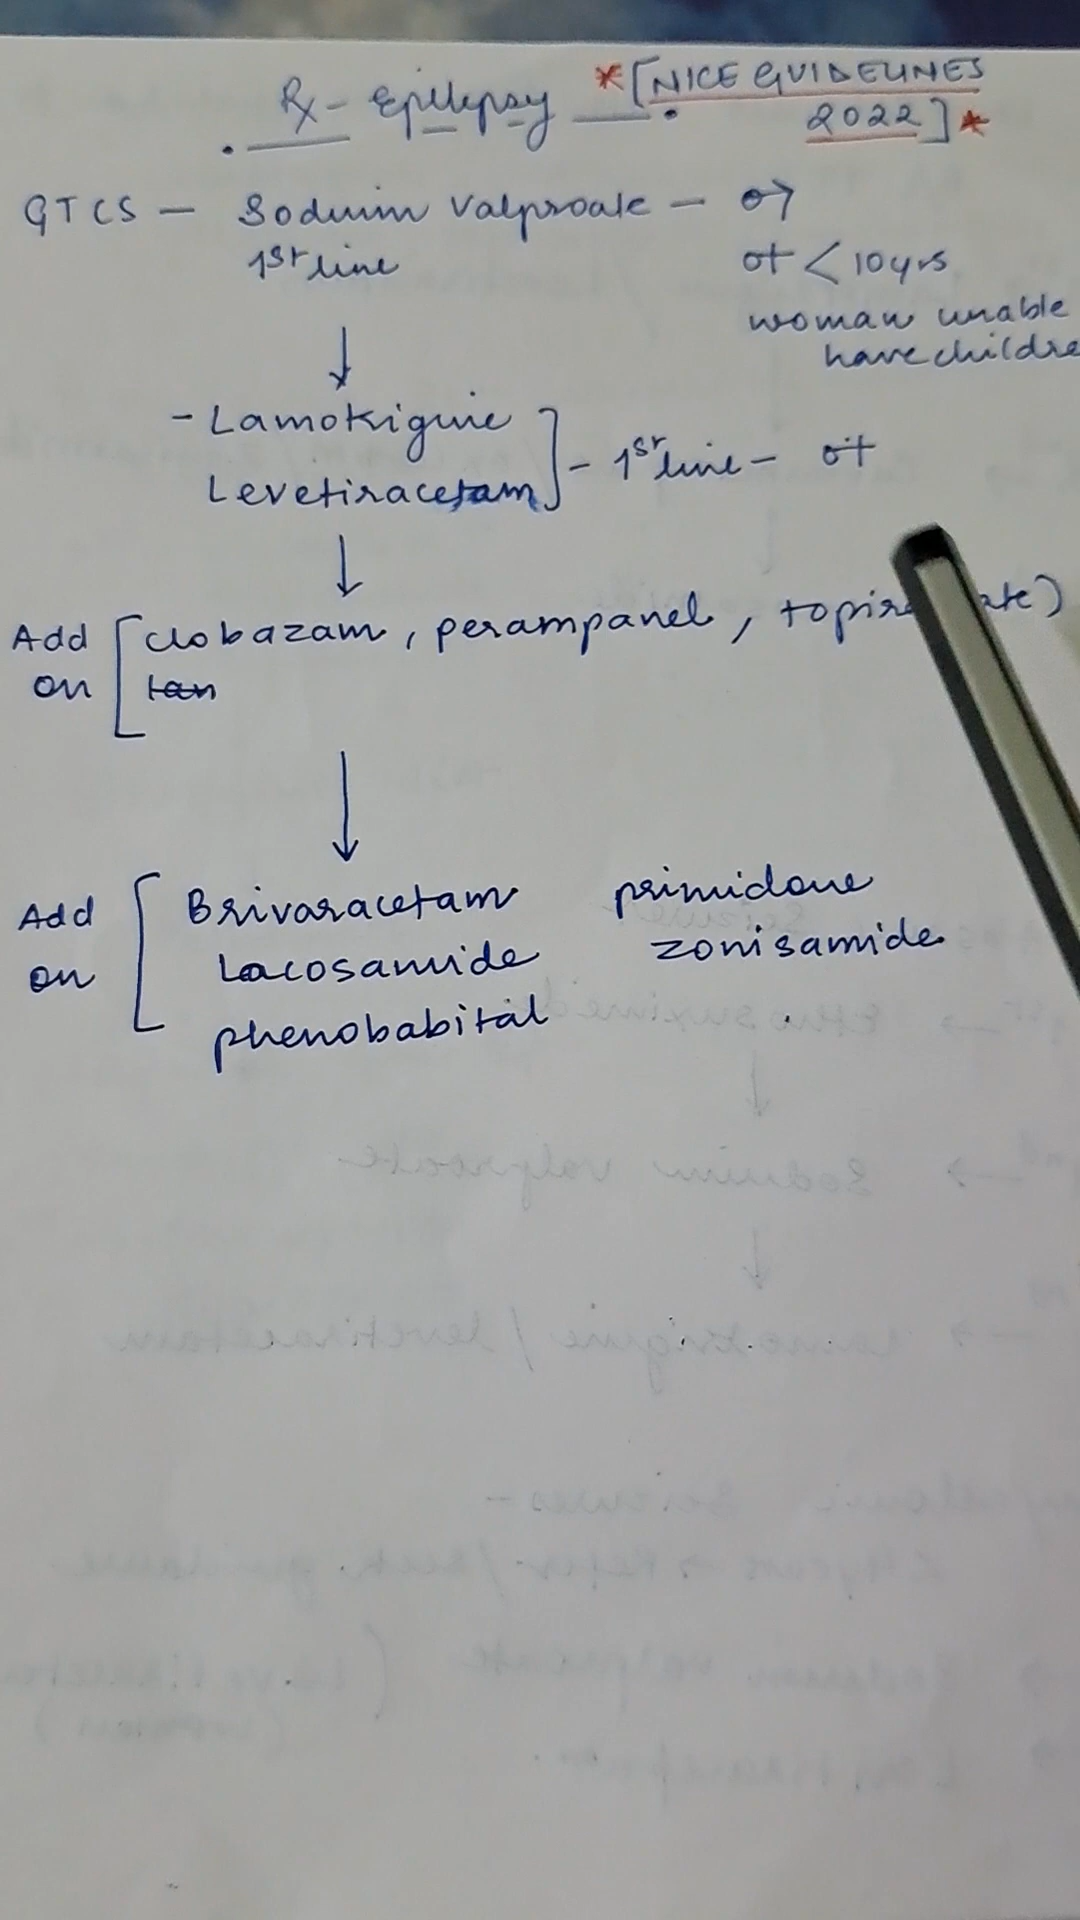 Rx - Epilepsy *[NICE GUIDELINES
2022]*
GTCS - Sodium Valproate - ♂
1st line ♀ < 10yrs
woman unable
have childre
- Lamotrigine
Levetiracetam ] - 1st line - ♀
Add on [ clobazam, perampanel, topir ate)
Add on [ Brivaracetam primidone
Lacosamide zonisamide
phenobabital